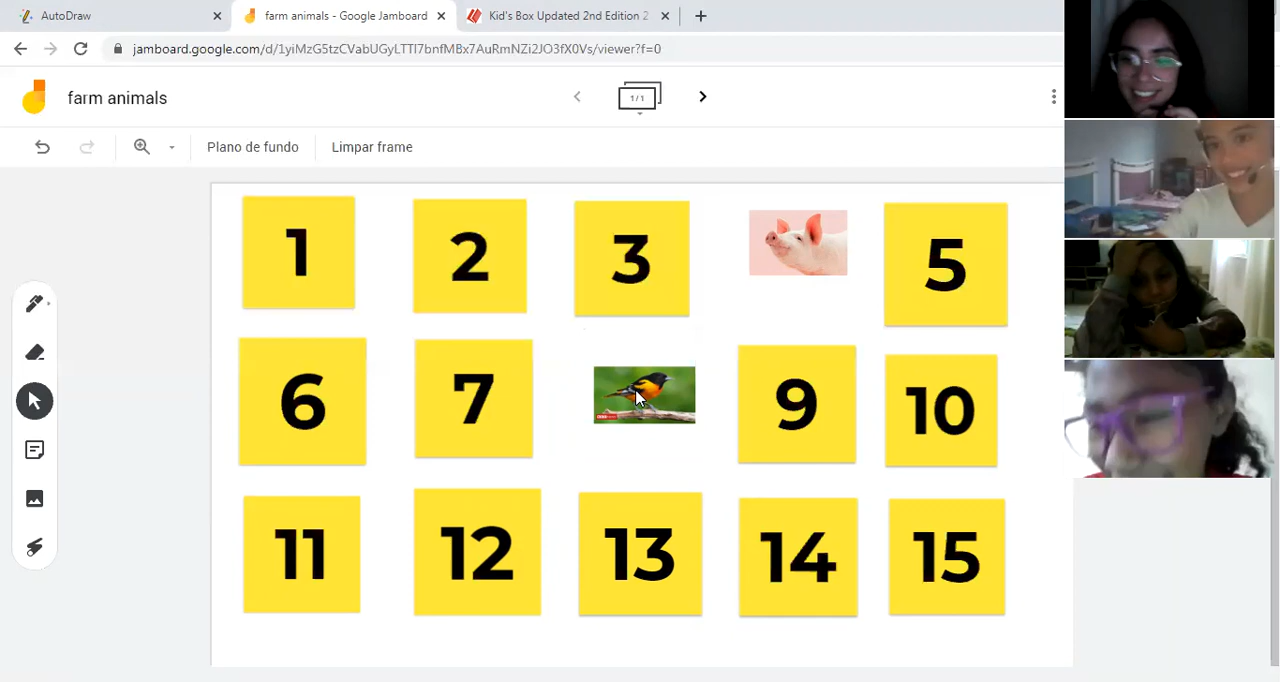 AutoDraw
farm animals - Google Jamboard
Kid's Box Updated 2nd Edition 2
jamboard.google.com/d/1yiMzG5tzCVabUGyLTTI7bnfMBx7AuRmNZi2JO3fX0Vs/viewer?f=0
farm animals
1/1
Plano de fundo
Limpar frame
1 2 3 5
6 7 9 10
11 12 13 14 15